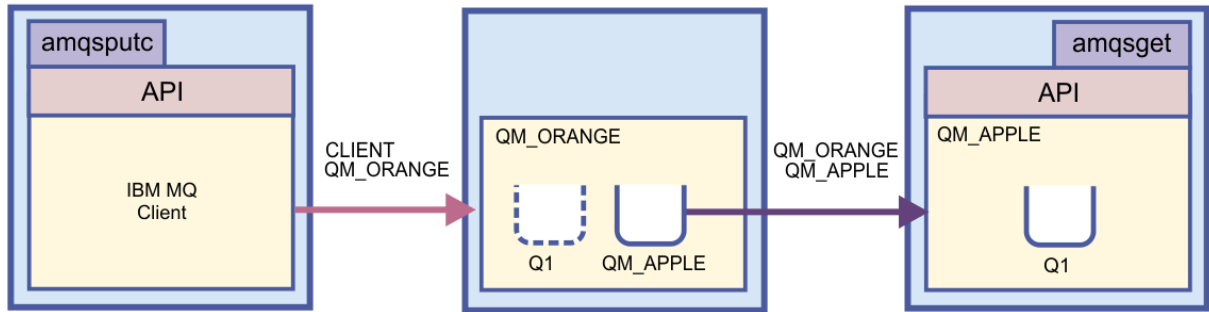 amqsputc
API
IBM MQ
Client
CLIENT
QM_ORANGE
QM_ORANGE
Q1
QM_APPLE
QM_ORANGE
QM_APPLE
amqsget
API
QM_APPLE
Q1